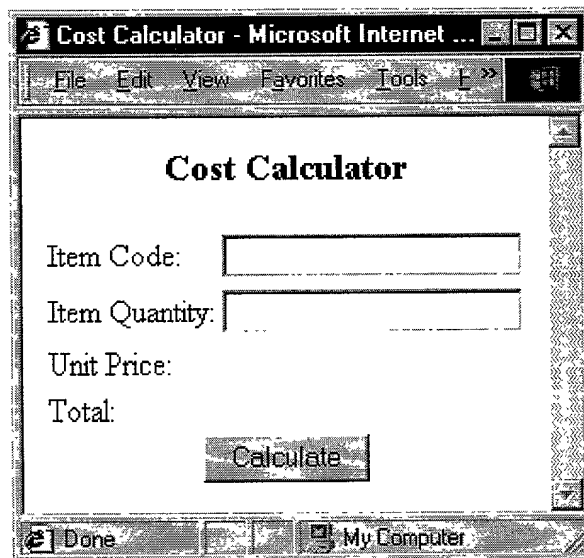 Cost Calculator - Microsoft Internet ...
File Edit View Favorites Tools »
Cost Calculator
Item Code:
Item Quantity:
Unit Price:
Total:
Calculate
Done My Computer